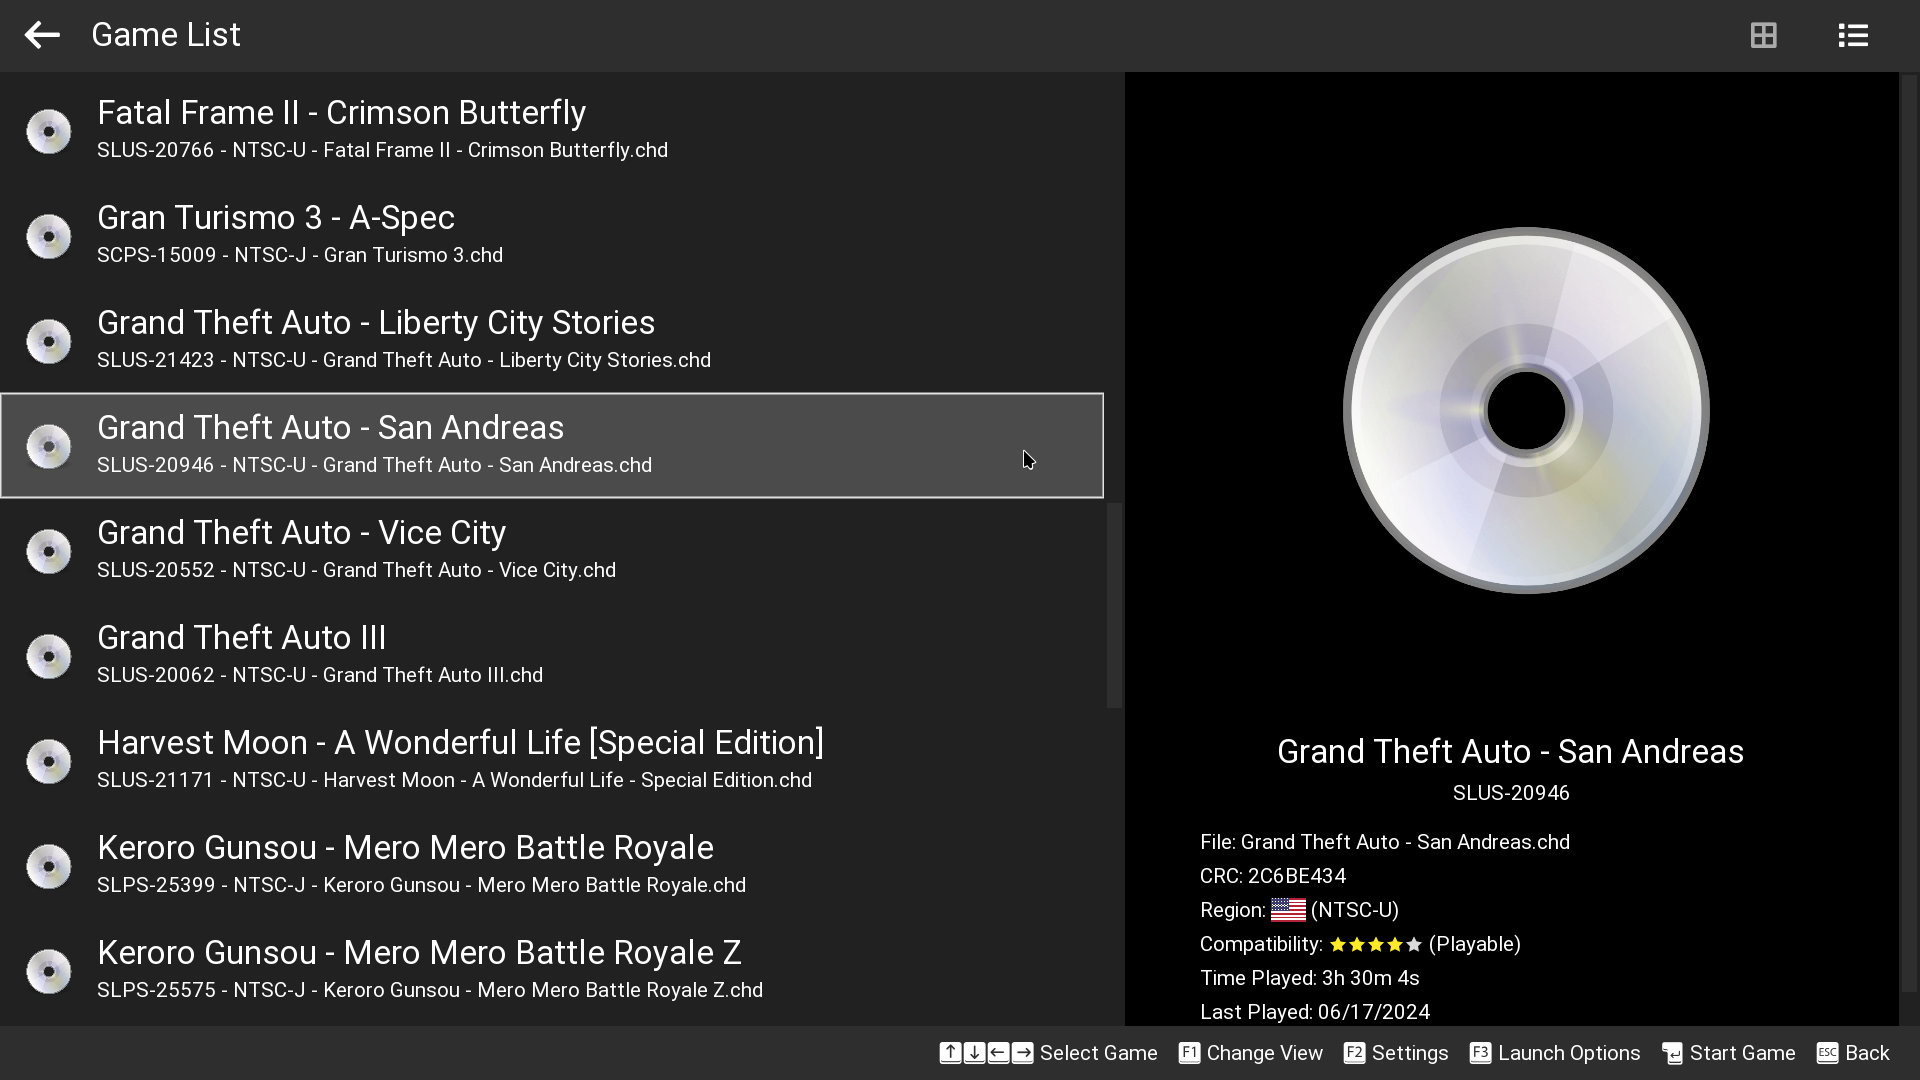 Game List
Fatal Frame II - Crimson Butterfly
SLUS-20766 - NTSC-U - Fatal Frame II - Crimson Butterfly.chd
Gran Turismo 3 - A-Spec
SCPS-15009 - NTSC-J - Gran Turismo 3.chd
Grand Theft Auto - Liberty City Stories
SLUS-21423 - NTSC-U - Grand Theft Auto - Liberty City Stories.chd
Grand Theft Auto - San Andreas
SLUS-20946 - NTSC-U - Grand Theft Auto - San Andreas.chd
Grand Theft Auto - Vice City
SLUS-20552 - NTSC-U - Grand Theft Auto - Vice City.chd
Grand Theft Auto III
SLUS-20062 - NTSC-U - Grand Theft Auto III.chd
Harvest Moon - A Wonderful Life [Special Edition]
SLUS-21171 - NTSC-U - Harvest Moon - A Wonderful Life - Special Edition.chd
Keroro Gunsou - Mero Mero Battle Royale
SLPS-25399 - NTSC-J - Keroro Gunsou - Mero Mero Battle Royale.chd
Keroro Gunsou - Mero Mero Battle Royale Z
SLPS-25575 - NTSC-J - Keroro Gunsou - Mero Mero Battle Royale Z.chd
Grand Theft Auto - San Andreas
SLUS-20946
File: Grand Theft Auto - San Andreas.chd
CRC: 2C6BE434
Region: (NTSC-U)
Compatibility: (Playable)
Time Played: 3h 30m 4s
Last Played: 06/17/2024
Select Game F1 Change View F2 Settings F3 Launch Options Start Game ESC Back